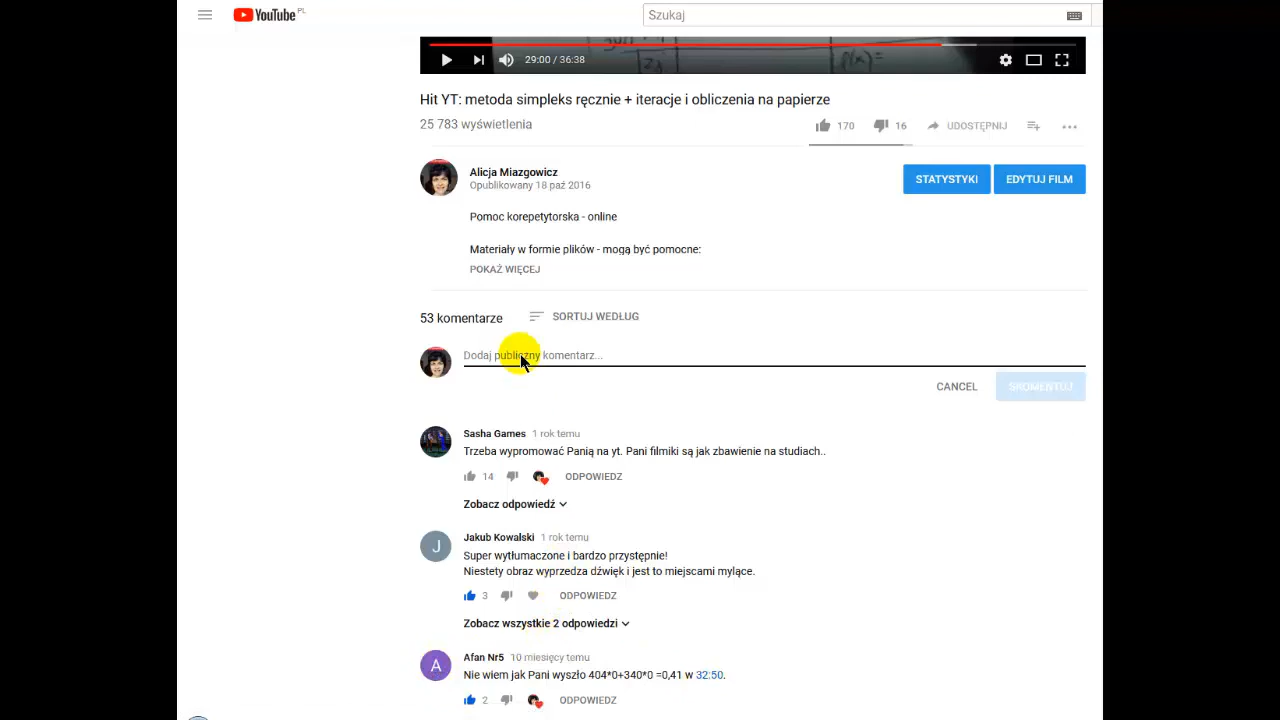 YouTube PL
Szukaj
29:00 / 36:38
Hit YT: metoda simpleks ręcznie + iteracje i obliczenia na papierze
25 783 wyświetlenia
170
16
UDOSTĘPNIJ
Alicja Miazgowicz
Opublikowany 18 paź 2016
STATYSTYKI
EDYTUJ FILM
Pomoc korepetytorska - online
Materiały w formie plików - mogą być pomocne:
POKAŻ WIĘCEJ
53 komentarze
SORTUJ WEDŁUG
Dodaj publiczny komentarz...
CANCEL
SKOMENTUJ
Sasha Games 1 rok temu
Trzeba wypromować Panią na yt. Pani filmiki są jak zbawienie na studiach..
14
ODPOWIEDZ
Zobacz odpowiedź
J
Jakub Kowalski 1 rok temu
Super wytłumaczone i bardzo przystępnie!
Niestety obraz wyprzedza dźwięk i jest to miejscami mylące.
3
ODPOWIEDZ
Zobacz wszystkie 2 odpowiedzi
A
Afan Nr5 10 miesięcy temu
Nie wiem jak Pani wyszło 404*0+340*0 =0,41 w 32:50.
2
ODPOWIEDZ